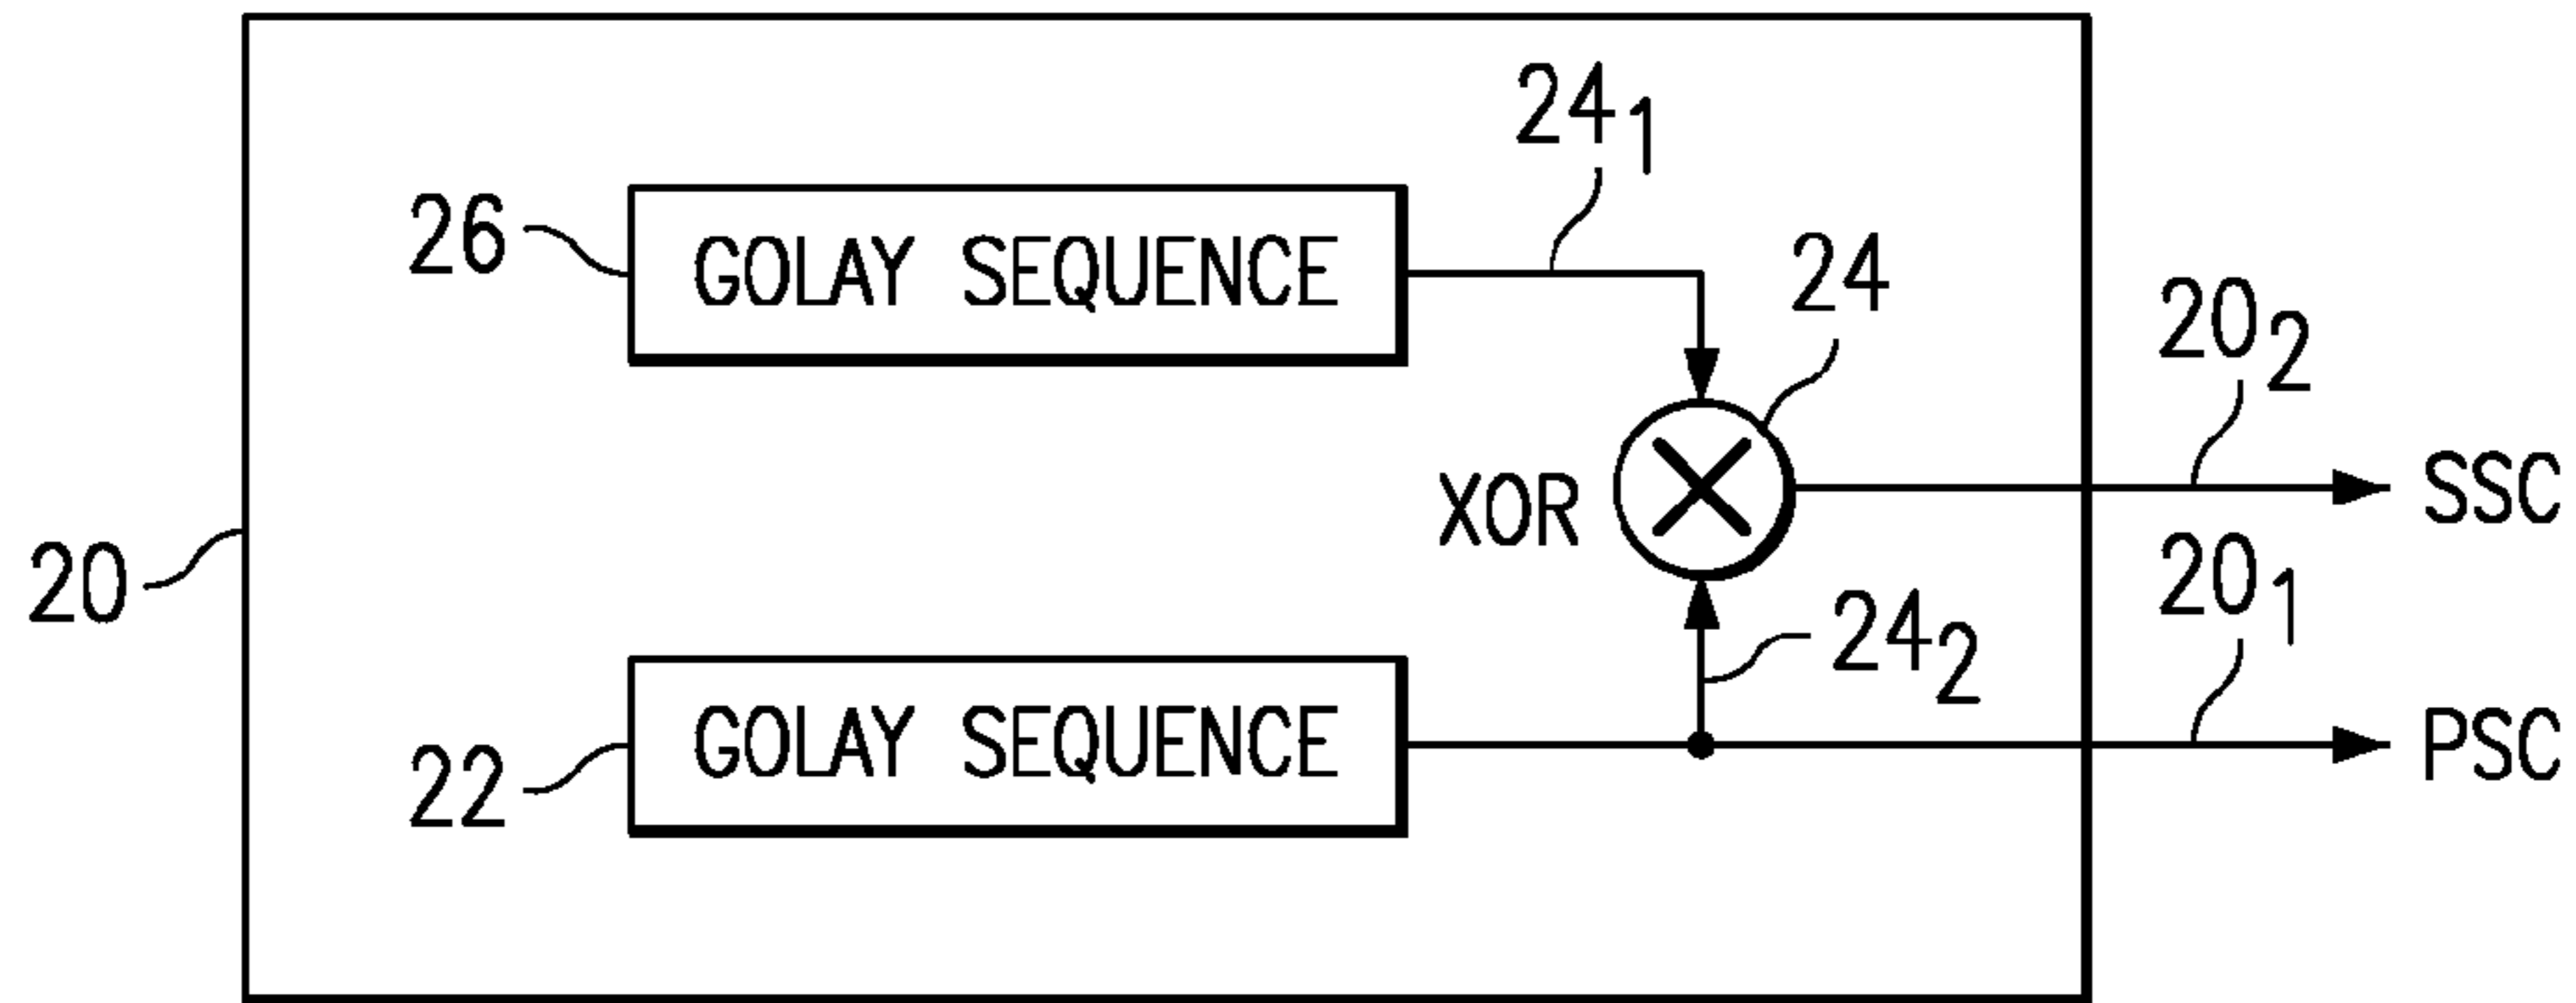 24₁
26 GOLAY SEQUENCE
24
20₂
XOR
SSC
20
20₁
24₂
22 GOLAY SEQUENCE
PSC